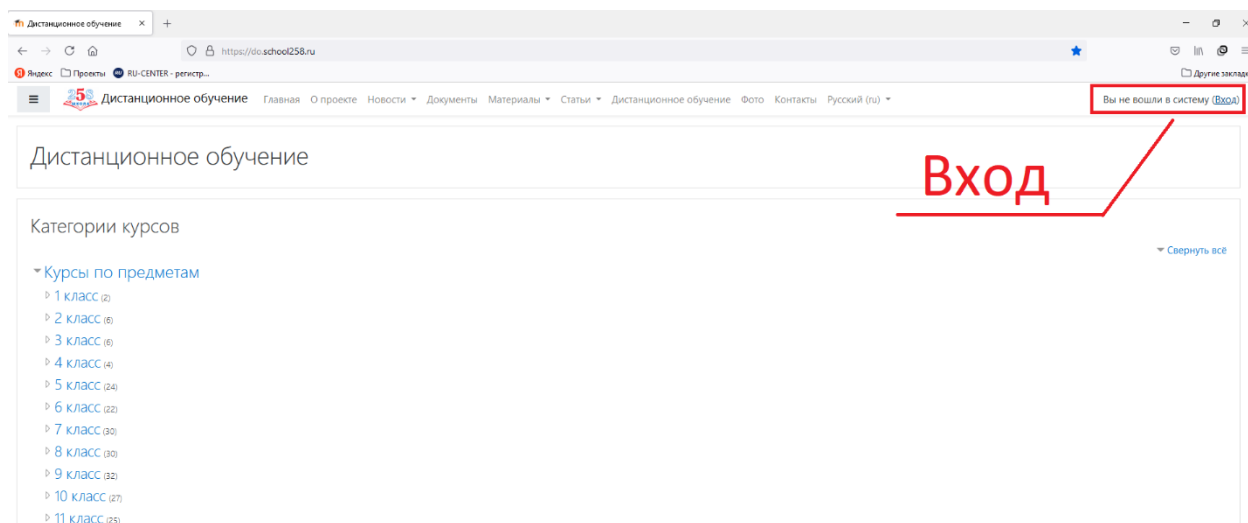 Дистанционное обучение
https://do.school258.ru
Яндекс Проекты RU-CENTER - регистр... Другие заклад
258 Дистанционное обучение Главная О проекте Новости Документы Материалы Статьи Дистанционное обучение Фото Контакты Русский (ru) Вы не вошли в систему (Вход)
Дистанционное обучение
Вход
Категории курсов
Свернуть всё
Курсы по предметам
1 класс (2)
2 класс (6)
3 класс (6)
4 класс (4)
5 класс (24)
6 класс (22)
7 класс (30)
8 класс (30)
9 класс (32)
10 класс (27)
11 класс (25)